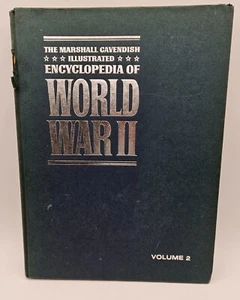 THE MARSHALL CAVENDISH
★★★ ILLUSTRATED ★★★
ENCYCLOPEDIA OF
WORLD
WAR II
VOLUME 2